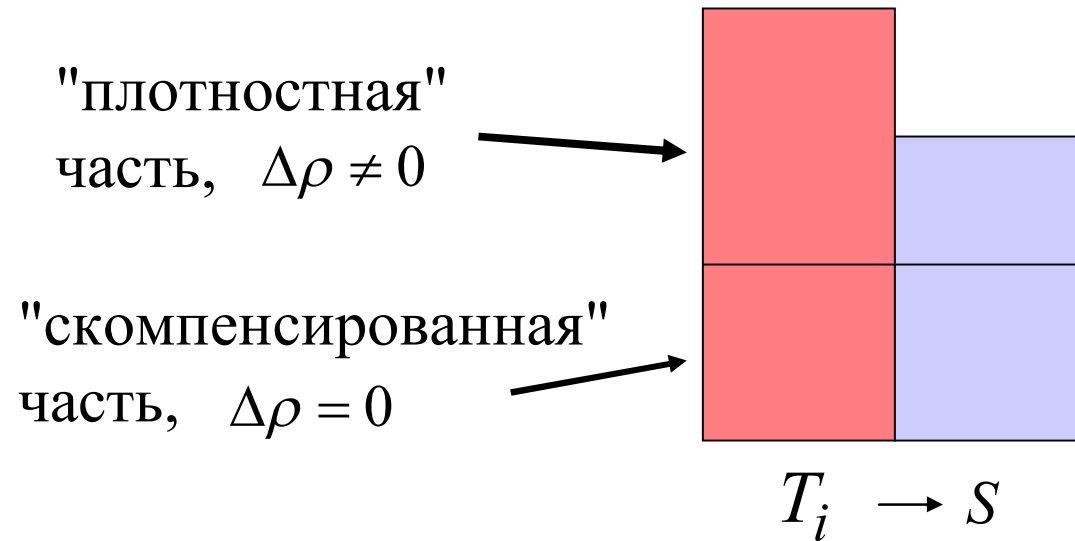 "плотностная"
часть, Δρ ≠ 0
"скомпенсированная"
часть, Δρ = 0
T_i → S